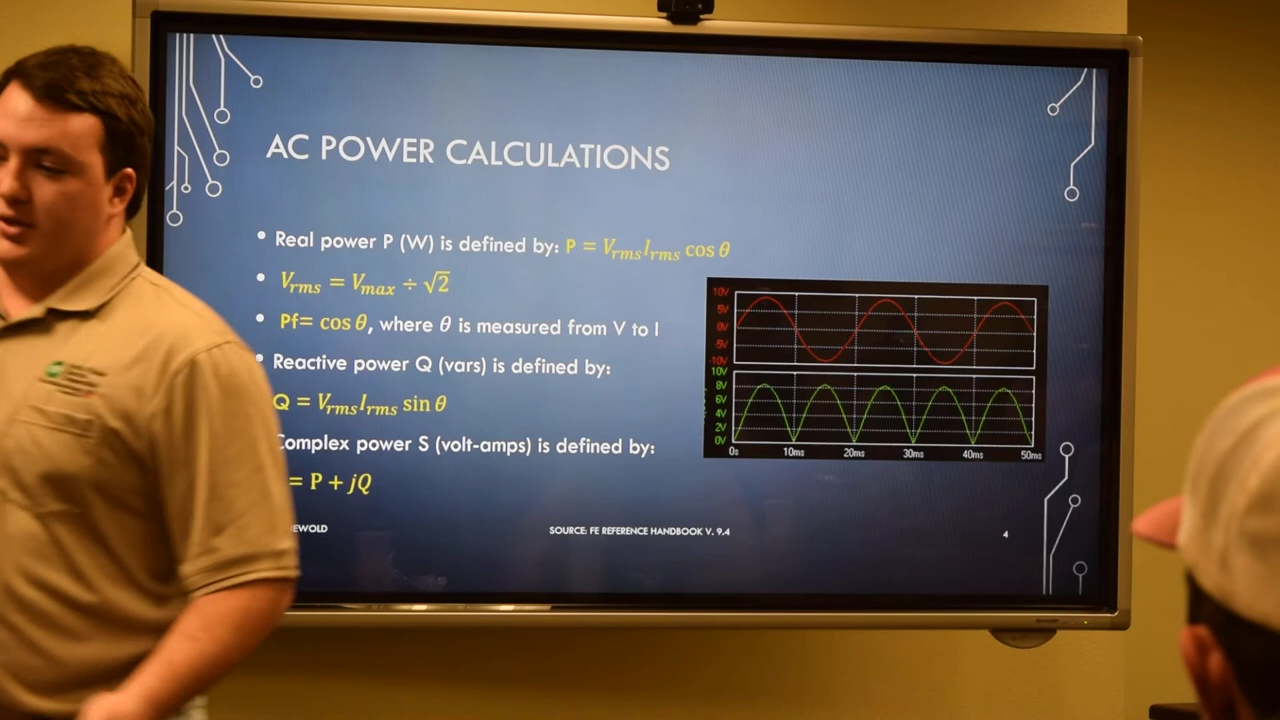 AC POWER CALCULATIONS
• Real power P (W) is defined by: P = V_rms I_rms cos θ
• V_rms = V_max ÷ √2
• Pf= cos θ, where θ is measured from V to I
• Reactive power Q (vars) is defined by:
Q = V_rms I_rms sin θ
Complex power S (volt-amps) is defined by:
= P + jQ
10V
5V
0V
-5V
-10V
10V
8V
6V
4V
2V
0V
0s 10ms 20ms 30ms 40ms 50ms
EWOLD SOURCE: FE REFERENCE HANDBOOK V. 9.4 4
SHARP